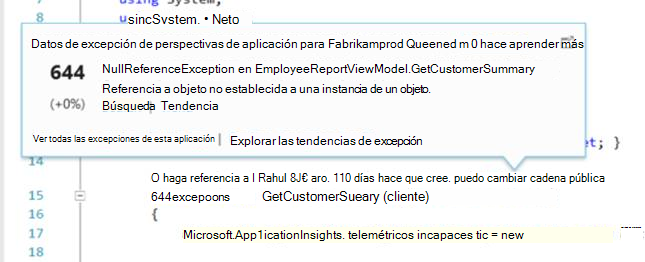 7 using System;
8 usincSvstem. • Neto
Datos de excepción de perspectivas de aplicación para Fabrikamprod Queened m 0 hace aprender más
644 NullReferenceException en EmployeeReportViewModel.GetCustomerSummary
Referencia a objeto no establecida a una instancia de un objeto.
(+0%) Búsqueda Tendencia
Ver todas las excepciones de esta aplicación | Explorar las tendencias de excepción
et; }
14
O haga referencia a I Rahul 8J€ aro. 110 días hace que cree. puedo cambiar cadena pública
15 644excepoons GetCustomerSueary (cliente)
16 {
17 Microsoft.App1icationInsights. telemétricos incapaces tic = new
18